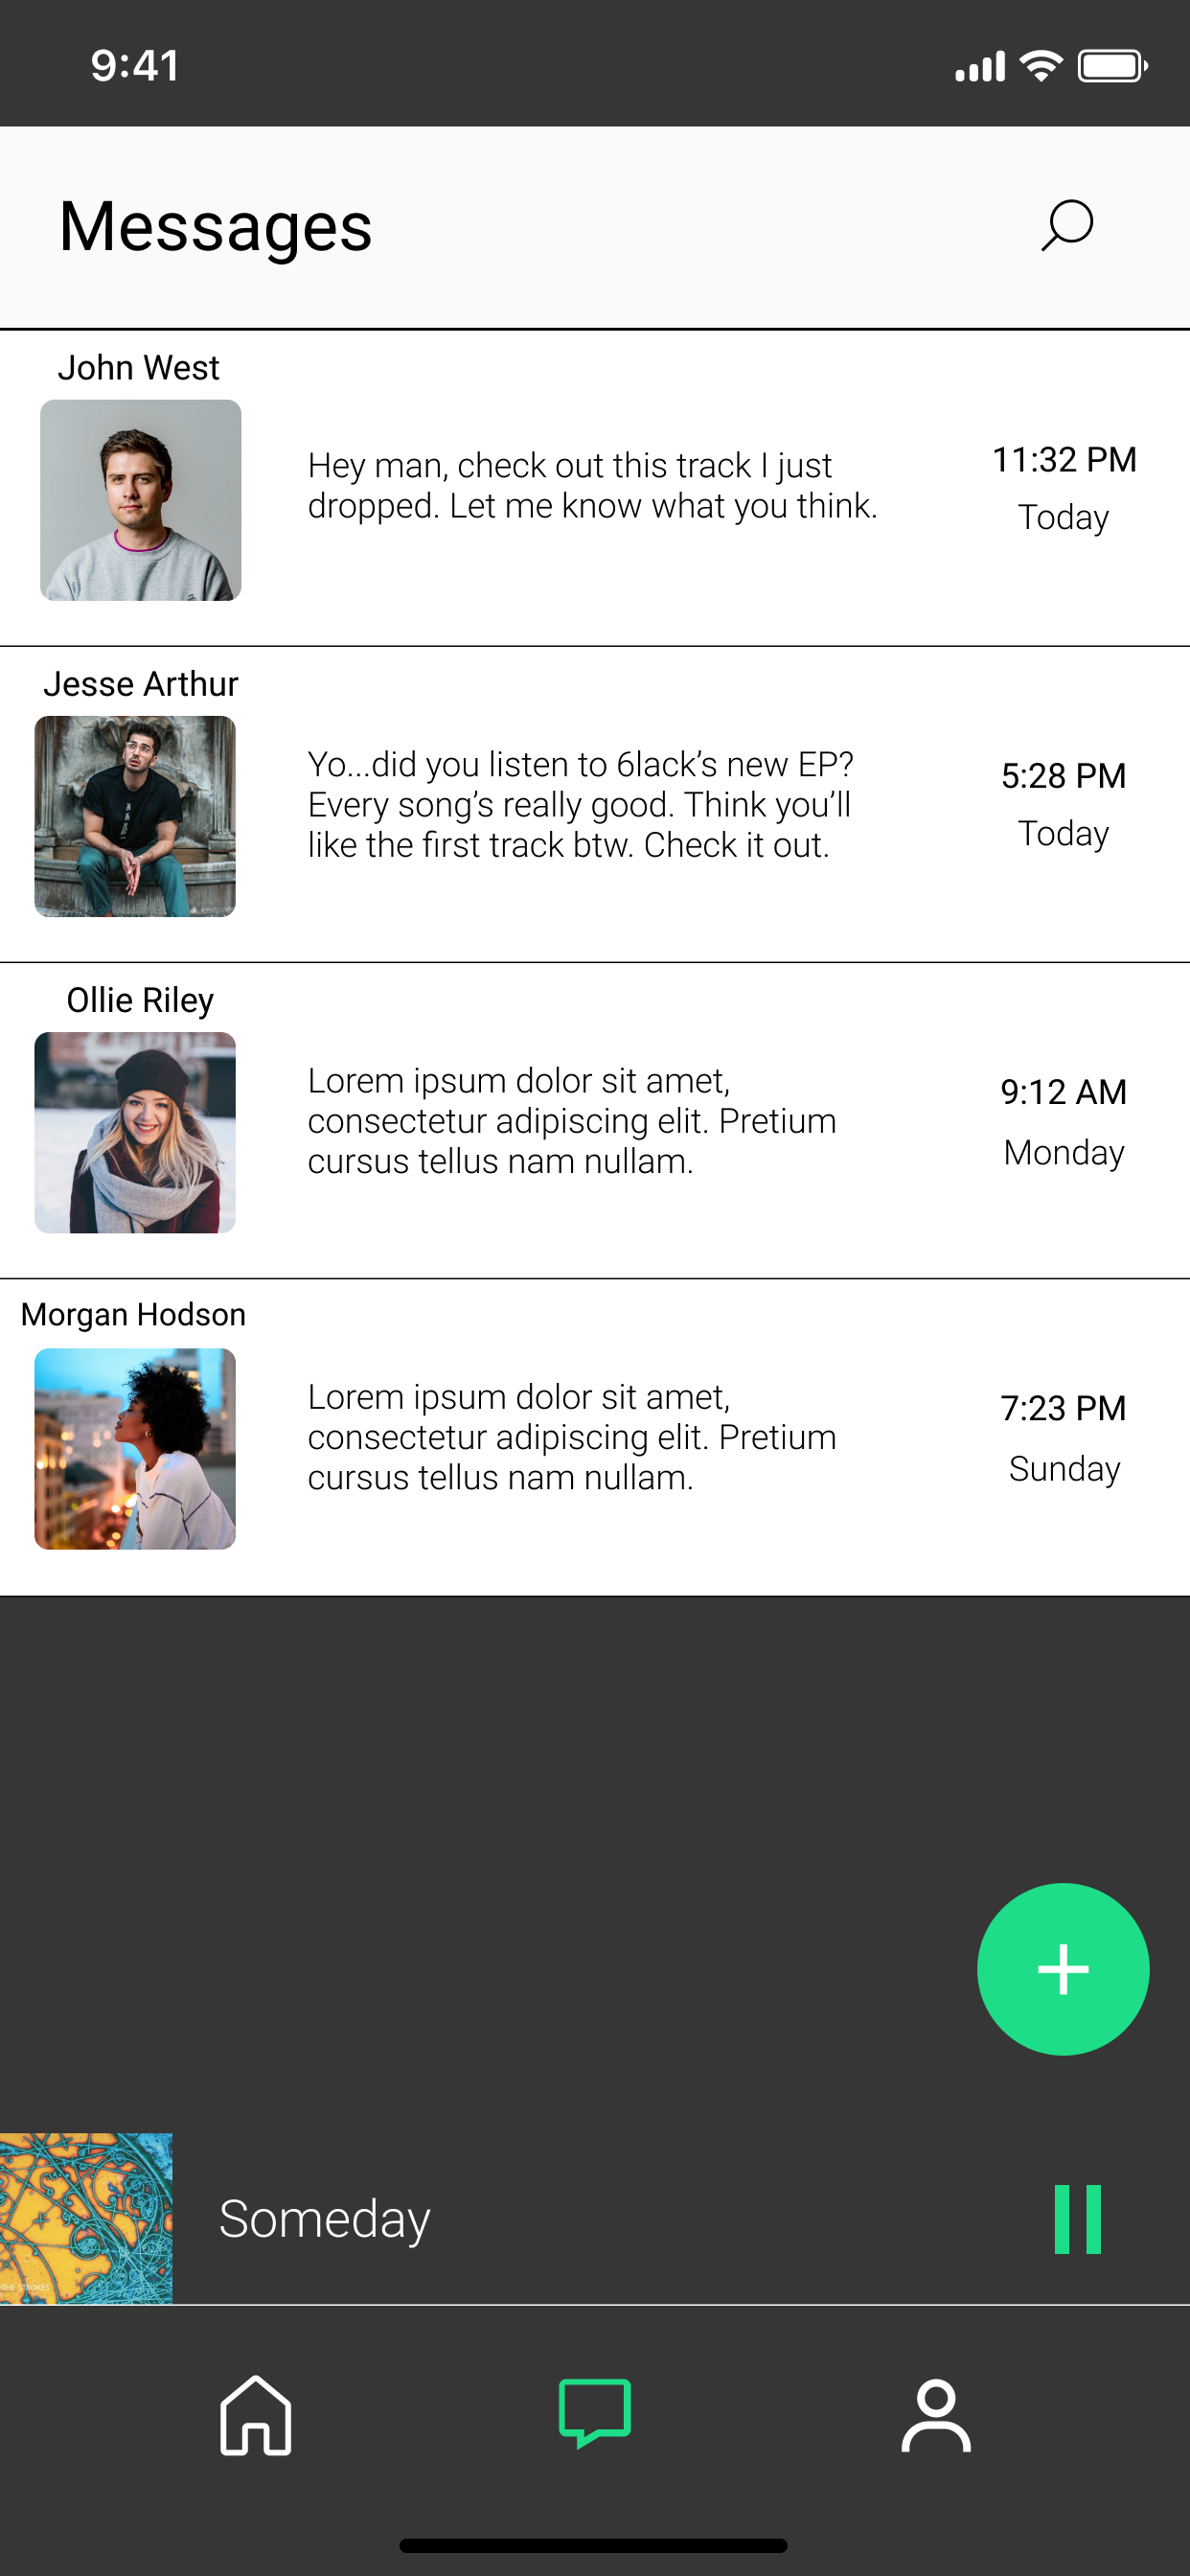 9:41
Messages
John West
Hey man, check out this track I just
dropped. Let me know what you think.
11:32 PM
Today
Jesse Arthur
Yo...did you listen to 6lack’s new EP?
Every song’s really good. Think you’ll
like the first track btw. Check it out.
5:28 PM
Today
Ollie Riley
Lorem ipsum dolor sit amet,
consectetur adipiscing elit. Pretium
cursus tellus nam nullam.
9:12 AM
Monday
Morgan Hodson
Lorem ipsum dolor sit amet,
consectetur adipiscing elit. Pretium
cursus tellus nam nullam.
7:23 PM
Sunday
THE STROKES
Someday